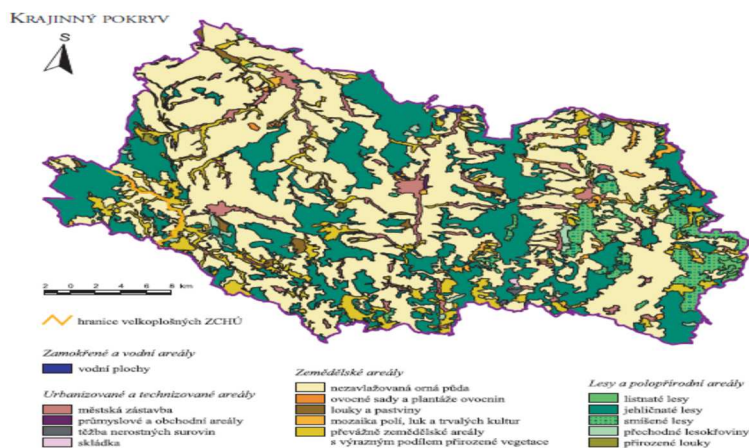 KRAJINNÝ POKRYV
S
2 0 2 4 6 8 km
hranice velkoplošných ZCHÚ
Zamokřené a vodní areály
vodní plochy
Urbanizované a technizované areály
městská zástavba
průmyslové a obchodní areály
těžba nerostných surovin
skládka
Zemědělské areály
nezavlažovaná orná půda
ovocné sady a plantáže ovocnin
louky a pastviny
mozaika polí, luk a trvalých kultur
převážně zemědělské areály
s výrazným podílem přirozené vegetace
Lesy a polopřírodní areály
listnaté lesy
jehličnaté lesy
smíšené lesy
přechodné lesokřoviny
přirozené louky